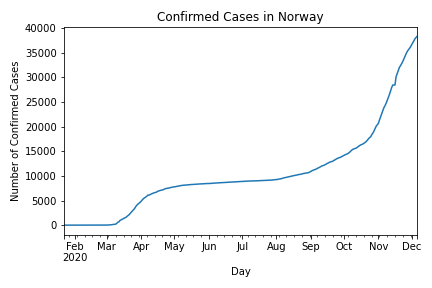 Confirmed Cases in Norway
Number of Confirmed Cases
40000
35000
30000
25000
20000
15000
10000
5000
0
Feb Mar Apr May Jun Jul Aug Sep Oct Nov Dec
2020
Day